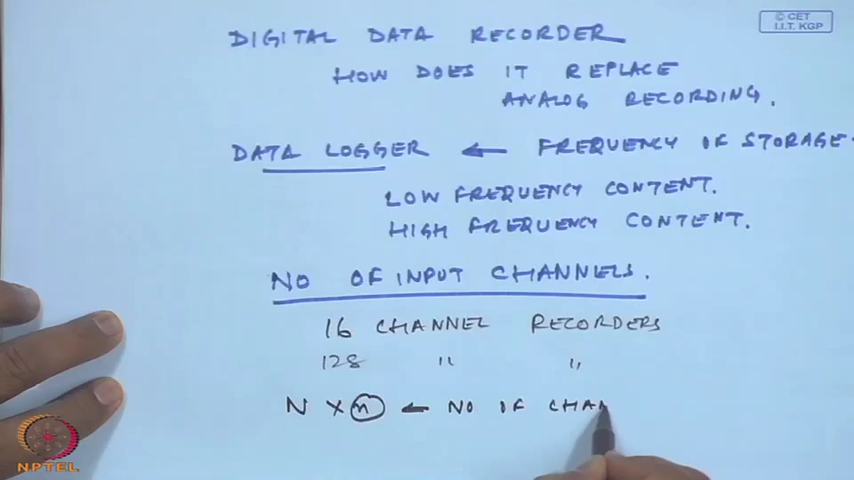 © CET
I.I.T. KGP
DIGITAL DATA RECORDER
HOW DOES IT REPLACE
ANALOG RECORDING.
DATA LOGGER ← FREQUENCY OF STORAGE.
LOW FREQUENCY CONTENT.
HIGH FREQUENCY CONTENT.
NO OF INPUT CHANNELS.
16 CHANNEL RECORDERS
128 " "
N X n ← NO OF CHAN
NPTEL